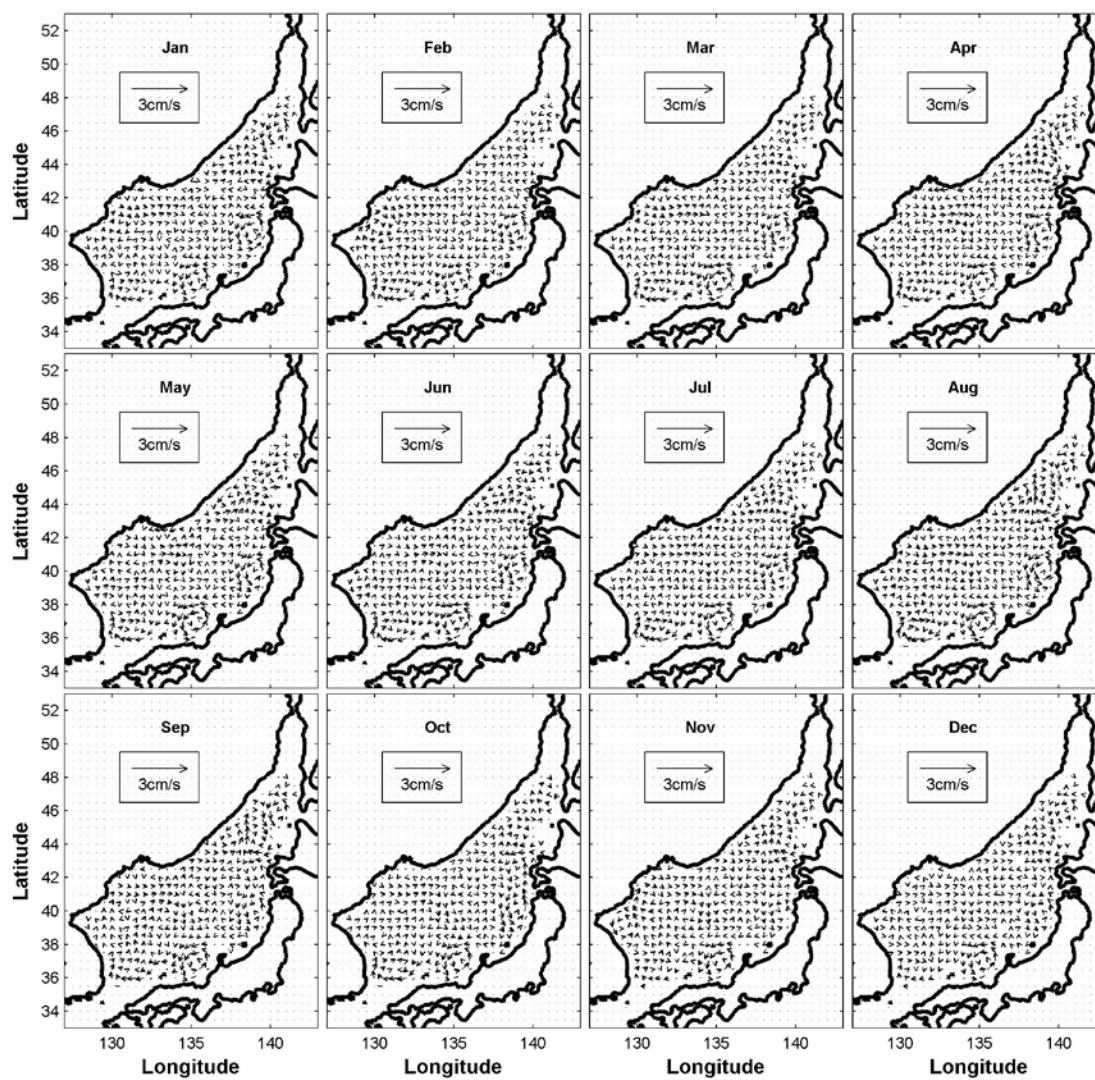 52
50
48
46
44
42
40
38
36
34
Latitude
Jan
3cm/s
Feb
3cm/s
Mar
3cm/s
Apr
3cm/s
52
50
48
46
44
42
40
38
36
34
Latitude
May
3cm/s
Jun
3cm/s
Jul
3cm/s
Aug
3cm/s
52
50
48
46
44
42
40
38
36
34
Latitude
Sep
3cm/s
Oct
3cm/s
Nov
3cm/s
Dec
3cm/s
130 135 140
130 135 140
130 135 140
130 135 140
Longitude Longitude Longitude Longitude